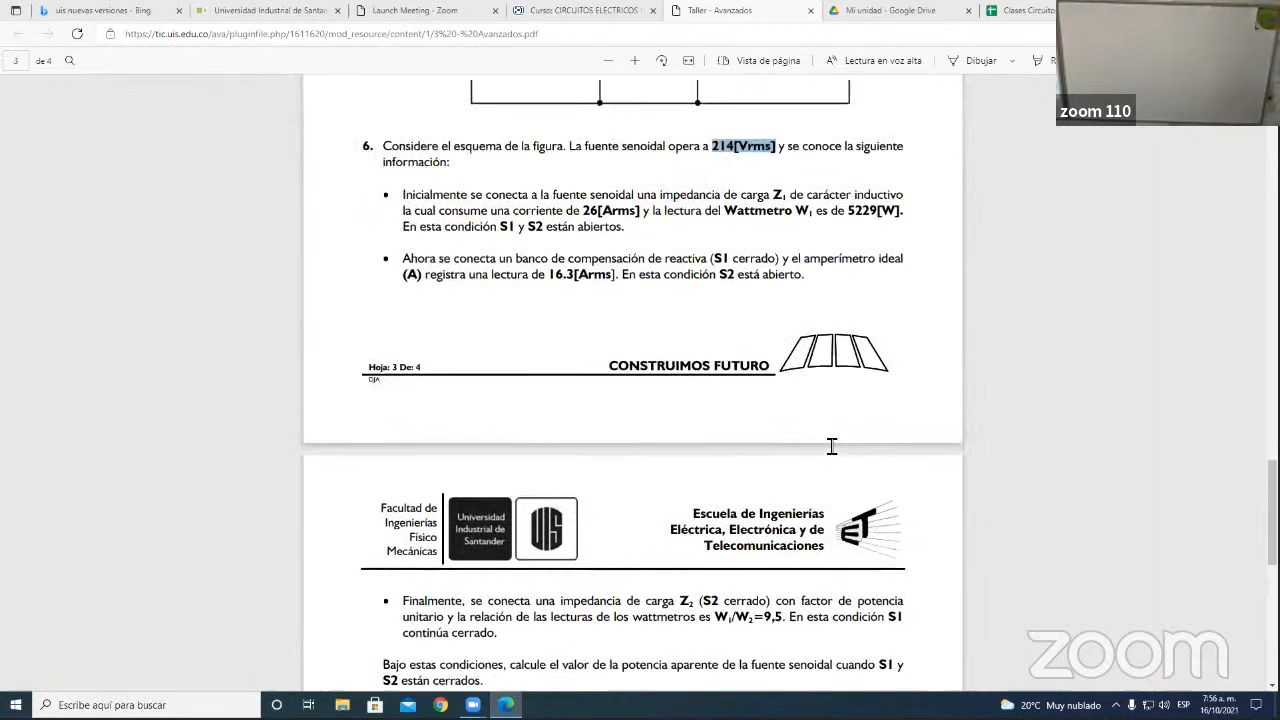 uis nuevas versiones - Bing
Universidad Industrial de Santan
Launch Meeting - Zoom
Curso: CIRCUITOS ELECTRICOS
Taller - Avanzados
Mi unidad - Google Drive
Clases Circuito
https://tic.uis.edu.co/ava/pluginfile.php/1611620/mod_resource/content/1/3%20-%20Avanzados.pdf
3 de 4
Vista de página
Lectura en voz alta
Dibujar
zoom 110
6. Considere el esquema de la figura. La fuente senoidal opera a 214[Vrms] y se conoce la siguiente
información:
• Inicialmente se conecta a la fuente senoidal una impedancia de carga Z₁ de carácter inductivo
la cual consume una corriente de 26[Arms] y la lectura del Wattmetro W₁ es de 5229[W].
En esta condición S1 y S2 están abiertos.
• Ahora se conecta un banco de compensación de reactiva (S1 cerrado) y el amperímetro ideal
(A) registra una lectura de 16.3[Arms]. En esta condición S2 está abierto.
Hoja: 3 De: 4
CONSTRUIMOS FUTURO
DJA
Facultad de
Ingenierías
Físico
Mecánicas
Universidad
Industrial de
Santander
UIS
Escuela de Ingenierías
Eléctrica, Electrónica y de
Telecomunicaciones
• Finalmente, se conecta una impedancia de carga Z₂ (S2 cerrado) con factor de potencia
unitario y la relación de las lecturas de los wattmetros es W₁/W₂=9,5. En esta condición S1
continúa cerrado.
Bajo estas condiciones, calcule el valor de la potencia aparente de la fuente senoidal cuando S1 y
S2 están cerrados.
zoom
Escribe aquí para buscar
20°C Muy nublado
ESP
7:56 a. m.
16/10/2021